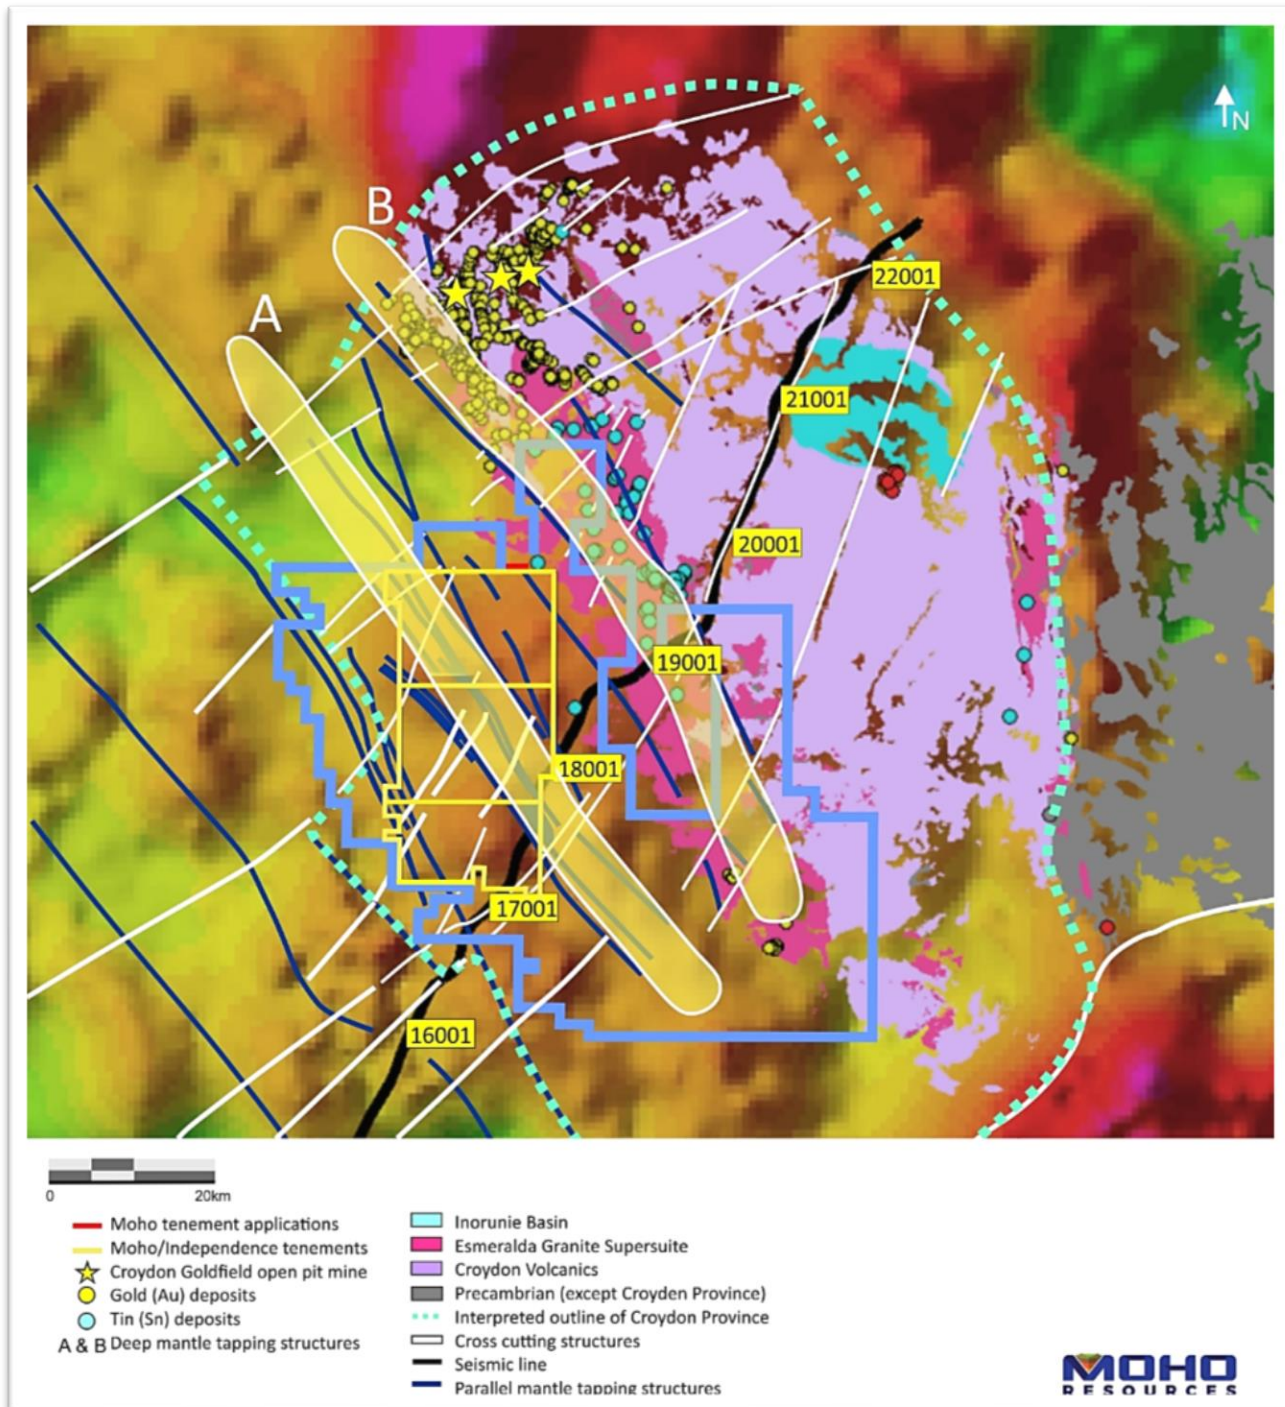 N
B
A
22001
21001
20001
19001
18001
17001
16001
0 20km
Moho tenement applications
Moho/Independence tenements
Croydon Goldfield open pit mine
Gold (Au) deposits
Tin (Sn) deposits
A & B Deep mantle tapping structures
Inorunie Basin
Esmeralda Granite Supersuite
Croydon Volcanics
Precambrian (except Croyden Province)
Interpreted outline of Croydon Province
Cross cutting structures
Seismic line
Parallel mantle tapping structures
MOHO
RESOURCES